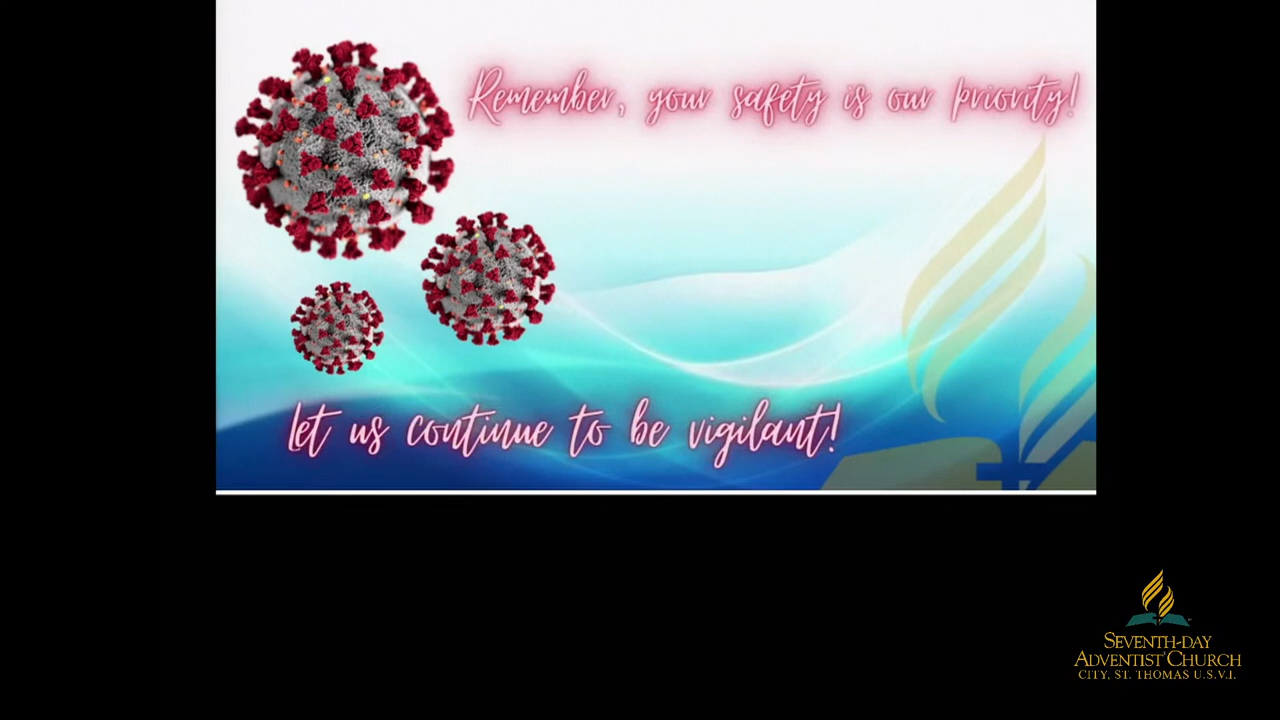 Remember, your safety is our priority!
let us continue to be vigilant!
SEVENTH-DAY
ADVENTIST CHURCH
CITY, ST. THOMAS U.S.V.I.